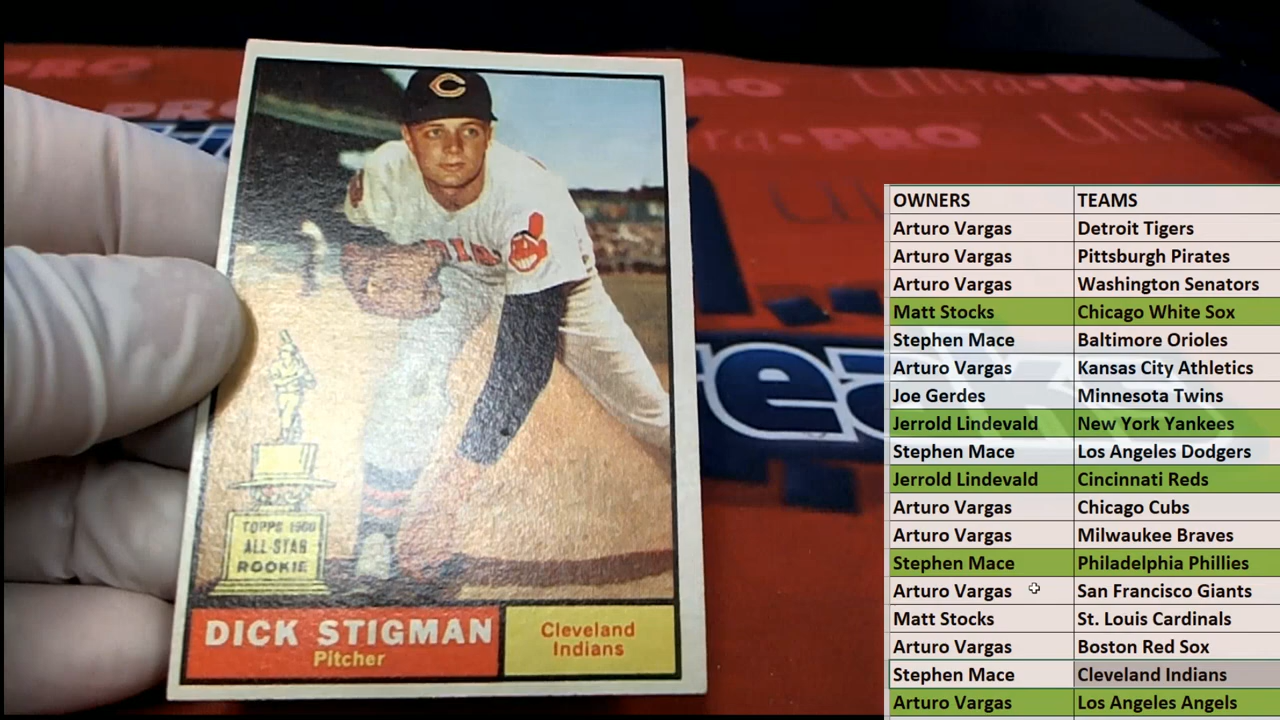 PRO
PRO
PRO
Ultra PRO
Ultra PRO
C
TOPPS 1960
ALL-STAR
ROOKIE
DICK STIGMAN
Pitcher
Cleveland
Indians
OWNERS TEAMS
Arturo Vargas Detroit Tigers
Arturo Vargas Pittsburgh Pirates
Arturo Vargas Washington Senators
Matt Stocks Chicago White Sox
Stephen Mace Baltimore Orioles
Arturo Vargas Kansas City Athletics
Joe Gerdes Minnesota Twins
Jerrold Lindevald New York Yankees
Stephen Mace Los Angeles Dodgers
Jerrold Lindevald Cincinnati Reds
Arturo Vargas Chicago Cubs
Arturo Vargas Milwaukee Braves
Stephen Mace Philadelphia Phillies
Arturo Vargas San Francisco Giants
Matt Stocks St. Louis Cardinals
Arturo Vargas Boston Red Sox
Stephen Mace Cleveland Indians
Arturo Vargas Los Angeles Angels